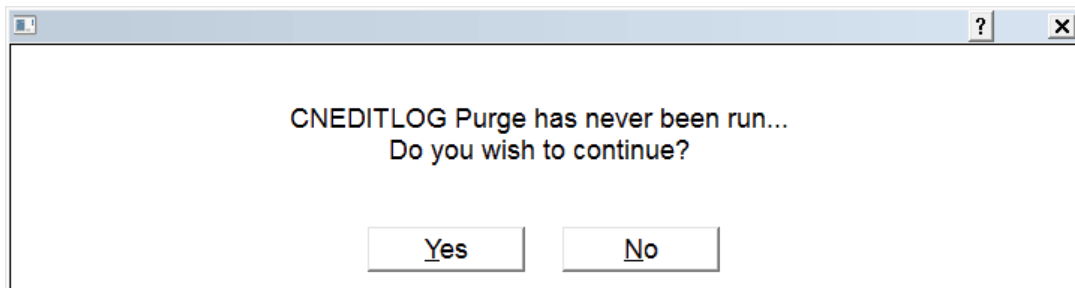 ?
CNEDITLOG Purge has never been run...
Do you wish to continue?
Yes No